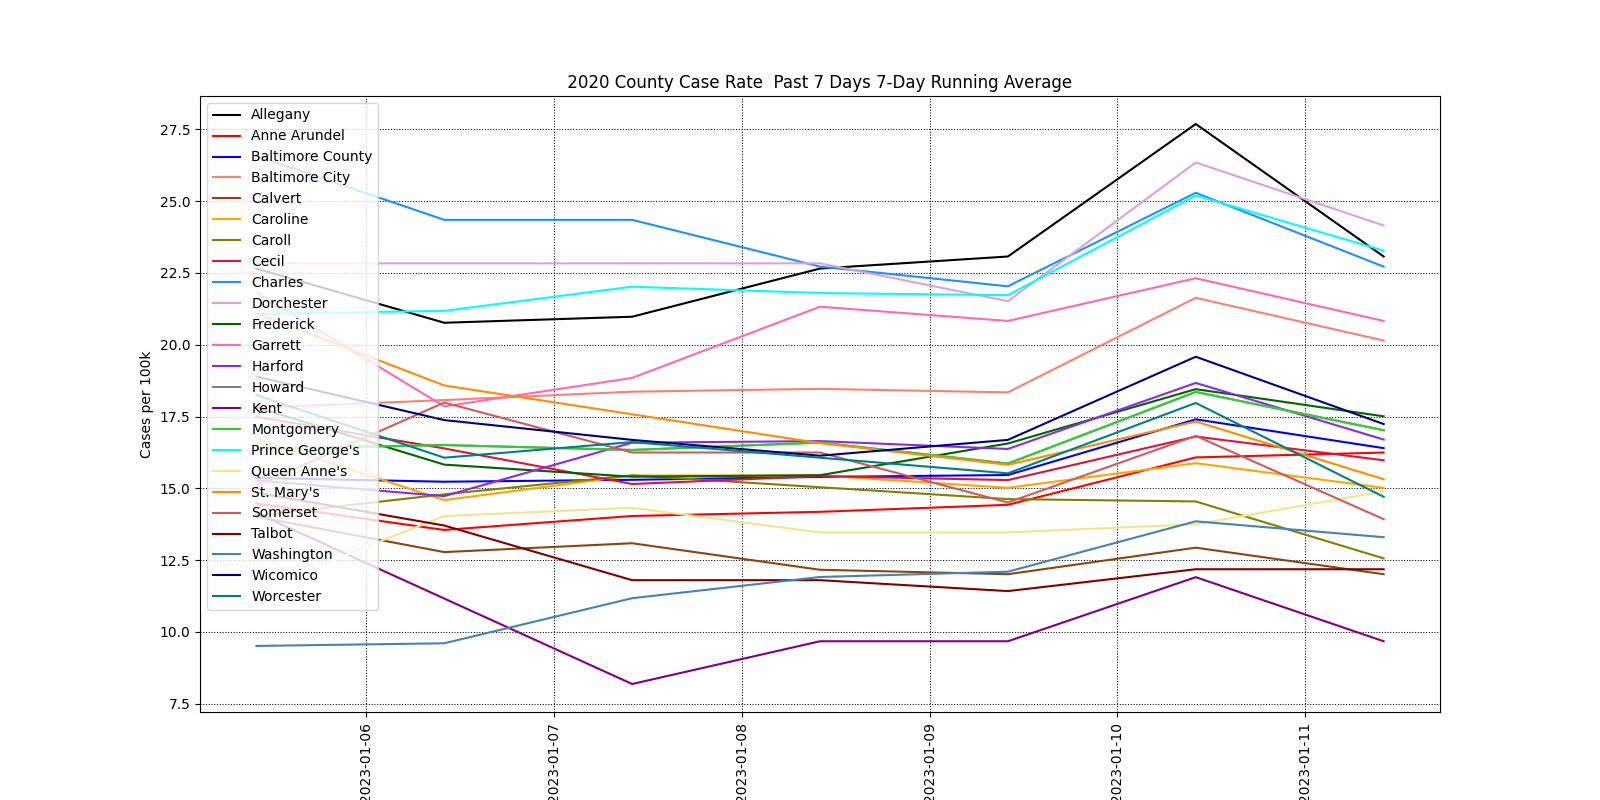 2020 County Case Rate  Past 7 Days 7-Day Running Average
Cases per 100k
27.5
25.0
22.5
20.0
17.5
15.0
12.5
10.0
7.5
Allegany
Anne Arundel
Baltimore County
Baltimore City
Calvert
Caroline
Caroll
Cecil
Charles
Dorchester
Frederick
Garrett
Harford
Howard
Kent
Montgomery
Prince George's
Queen Anne's
St. Mary's
Somerset
Talbot
Washington
Wicomico
Worcester
2023-01-06
2023-01-07
2023-01-08
2023-01-09
2023-01-10
2023-01-11